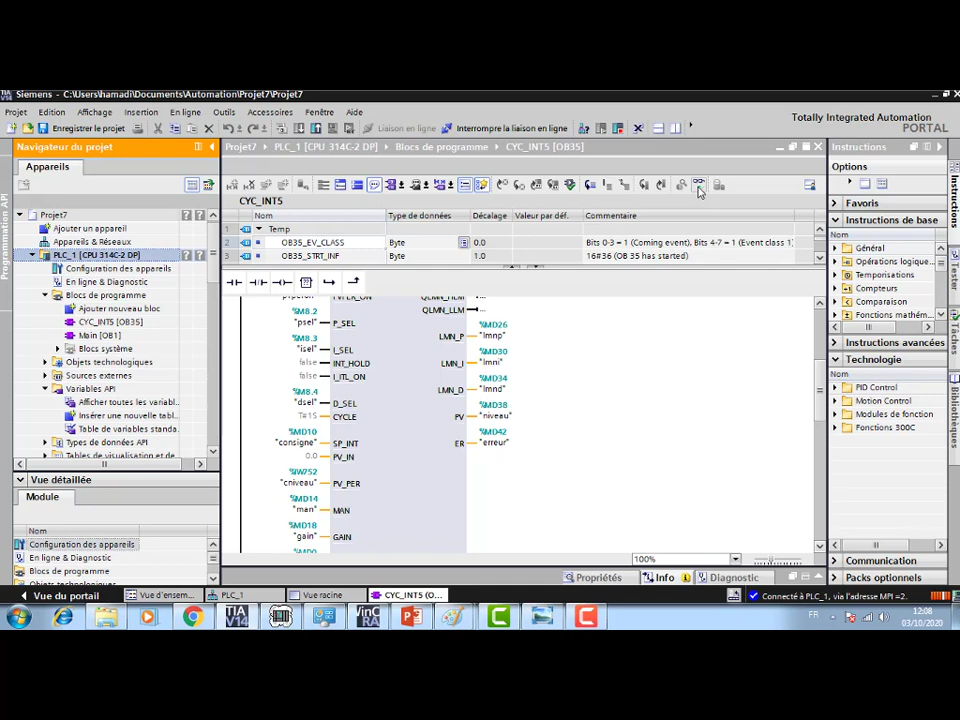 Siemens - C:\Users\hamadi\Documents\Automation\Projet7\Projet7
Projet Edition Affichage Insertion En ligne Outils Accessoires Fenêtre Aide
Enregistrer le projet Liaison en ligne Interrompre la liaison en ligne
Totally Integrated Automation
PORTAL
Navigateur du projet
Projet7 PLC_1 [CPU 314C-2 DP] Blocs de programme CYC_INT5 [OB35]
Instructions
Appareils
Options
CYC_INT5
Nom Type de données Décalage Valeur par déf. Commentaire
1 Temp
2 OB35_EV_CLASS Byte 0.0 Bits 0-3 = 1 (Coming event), Bits 4-7 = 1 (Event class 1)
3 OB35_STRT_INF Byte 1.0 16#36 (OB 35 has started)
Projet7
Ajouter un appareil
Appareils & Réseaux
PLC_1 [CPU 314C-2 DP]
Configuration des appareils
En ligne & Diagnostic
Blocs de programme
Ajouter nouveau bloc
CYC_INT5 [OB35]
Main [OB1]
Blocs système
Objets technologiques
Sources externes
Variables API
Afficher toutes les variabl...
Insérer une nouvelle tabl...
Table de variables standa...
Types de données API
Tables de visualisation et de
Vue détaillée
Module
Nom
Configuration des appareils
En ligne & Diagnostic
Blocs de programme
Objets technologiques
QLMN_LLM ...
%M8.2
"psel" P_SEL
%M8.3
"isel" I_SEL
false INT_HOLD
false I_ITL_ON
%M8.4
"dsel" D_SEL
T#1S CYCLE
%MD10
"consigne" SP_INT
0.0 PV_IN
%IW752
"cniveau" PV_PER
%MD14
"man" MAN
%MD18
"gain" GAIN
%MD26
LMN_P "lmnp"
%MD30
LMN_I "lmni"
%MD34
LMN_D "lmnd"
%MD38
PV "niveau"
%MD42
ER "erreur"
100%
Propriétés Info Diagnostic
Favoris
Instructions de base
Nom
Général
Opérations logique...
Temporisations
Compteurs
Comparaison
Fonctions mathém...
Instructions avancées
Technologie
Nom
PID Control
Motion Control
Modules de fonction
Fonctions 300C
Communication
Packs optionnels
Programmation API
Instructions
Tester
Tâches
Bibliothèques
Vue du portail Vue d'ensem... PLC_1 Vue racine CYC_INT5 (O...
Connecté à PLC_1, via l'adresse MPI =2.
FR
12:08
03/10/2020